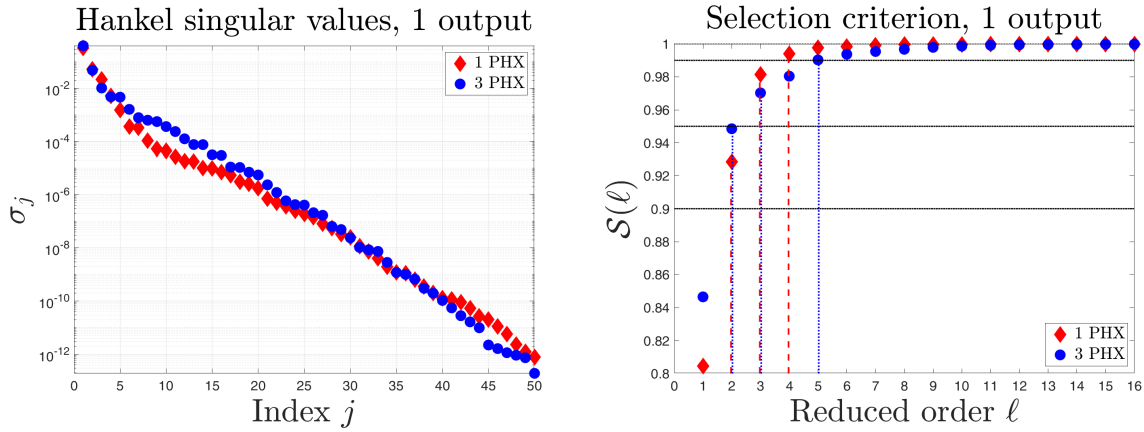 Hankel singular values, 1 output
1 PHX
3 PHX
10⁻²
10⁻⁴
10⁻⁶
10⁻⁸
10⁻¹⁰
10⁻¹²
σⱼ
0 5 10 15 20 25 30 35 40 45 50
Index j
Selection criterion, 1 output
1
0.98
0.96
0.94
0.92
0.9
0.88
0.86
0.84
0.82
0.8
S(ℓ)
1 PHX
3 PHX
0 1 2 3 4 5 6 7 8 9 10 11 12 13 14 15 16
Reduced order ℓ